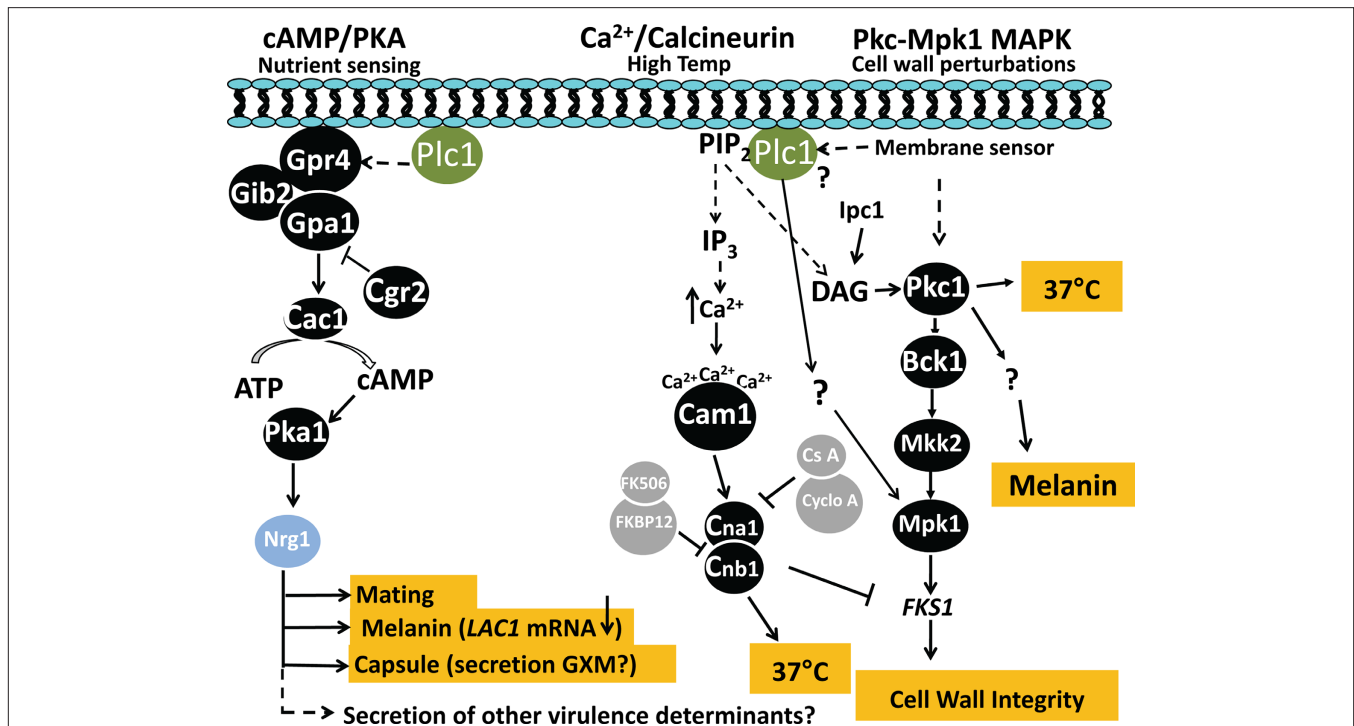 cAMP/PKA
Nutrient sensing
Ca²⁺/Calcineurin
High Temp
Pkc-Mpk1 MAPK
Cell wall perturbations
Gpr4
Plc1
Gib2
Gpa1
Cgr2
Cac1
ATP
cAMP
Pka1
Nrg1
Mating
Melanin (LAC1 mRNA↓)
Capsule (secretion GXM?)
Secretion of other virulence determinants?
PIP₂
Plc1
?
Membrane sensor
IP₃
↑Ca²⁺
Ca²⁺ Ca²⁺ Ca²⁺
Cam1
FK506
FKBP12
Cs A
Cyclo A
Cna1
Cnb1
37°C
Ipc1
DAG
Pkc1
37°C
?
Bck1
?
Mkk2
Melanin
Mpk1
FKS1
Cell Wall Integrity